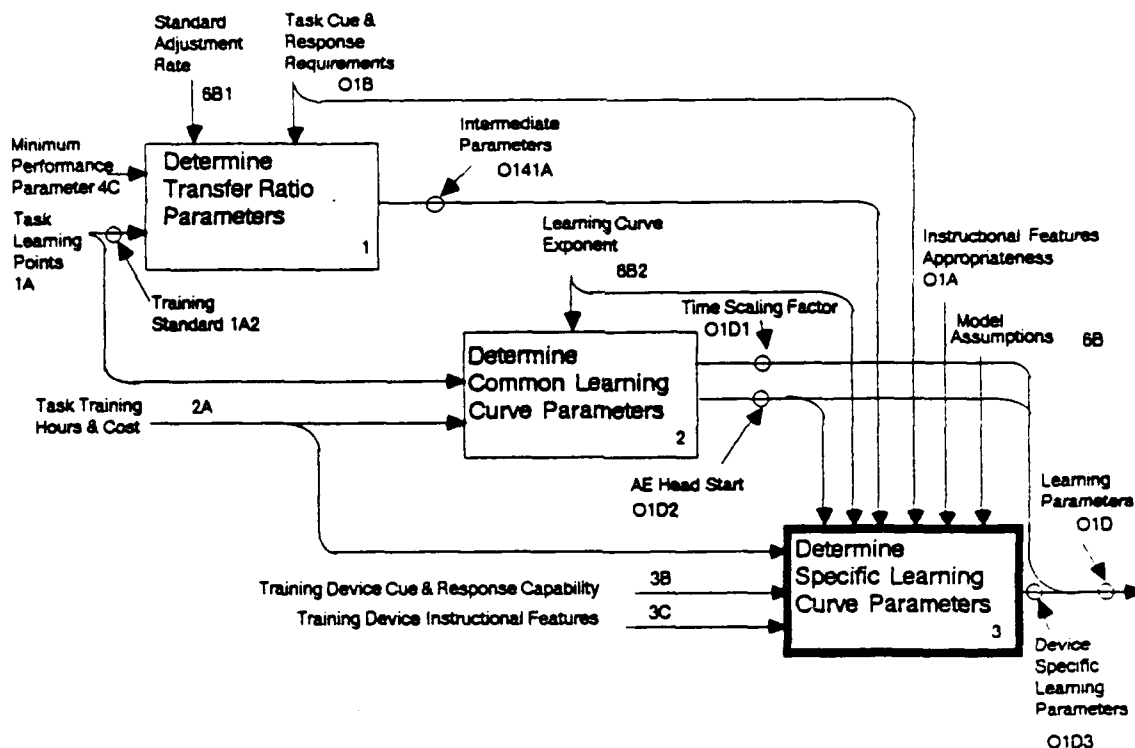 Standard
Adjustment
Rate
6B1
Task Cue &
Response
Requirements
O1B
Minimum
Performance
Parameter 4C
Determine
Transfer Ratio
Parameters
1
Intermediate
Parameters
O141A
Task
Learning
Points
1A
Training
Standard 1A2
Learning Curve
Exponent
6B2
Instructional Features
Appropriateness
O1A
Time Scaling Factor
O1D1
Model
Assumptions 6B
Determine
Common Learning
Curve Parameters
2
Task Training
Hours & Cost
2A
AE Head Start
O1D2
Learning
Parameters
O1D
Determine
Specific Learning
Curve Parameters
3
Training Device Cue & Response Capability 3B
Training Device Instructional Features 3C
Device
Specific
Learning
Parameters
O1D3